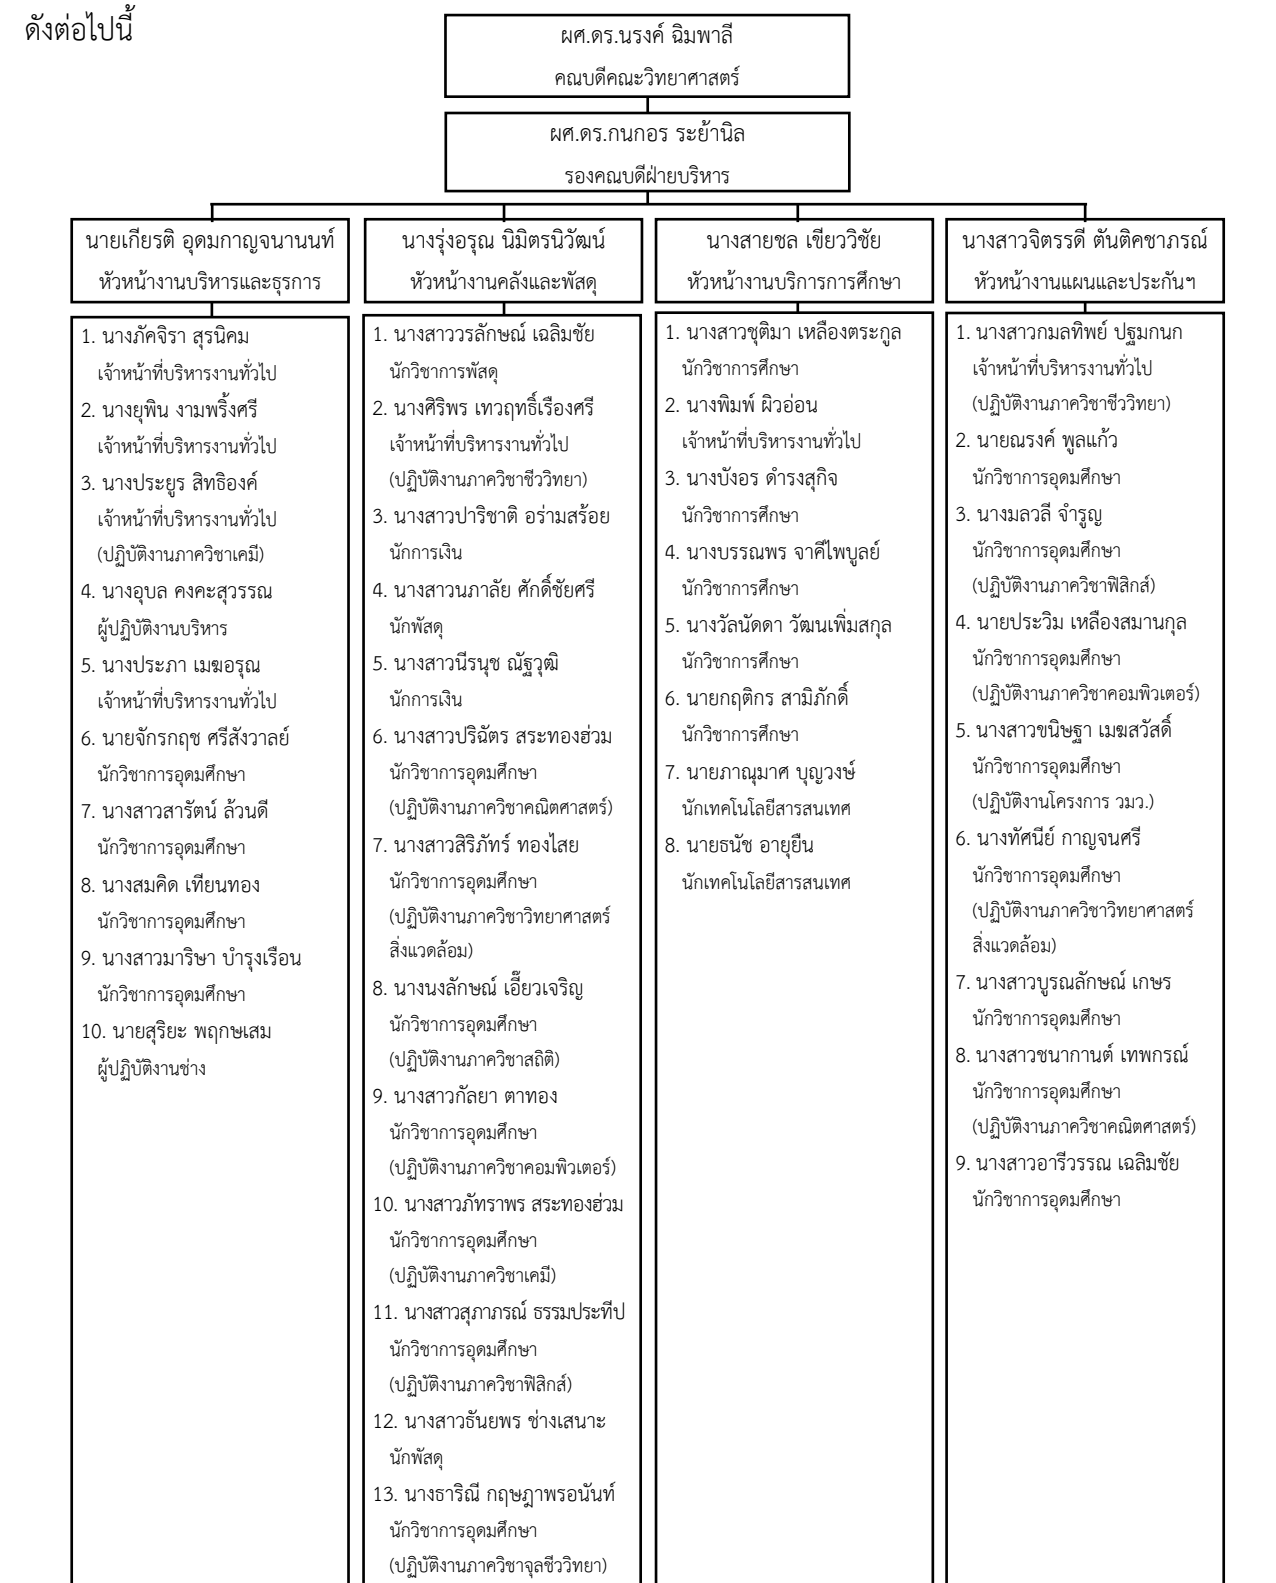 ดังต่อไปนี้
ผศ.ดร.นรงค์ ฉิมพาลี
คณบดีคณะวิทยาศาสตร์
ผศ.ดร.กนกอร ระย้านิล
รองคณบดีฝ่ายบริหาร
นายเกียรติ อุดมกาญจนานนท์
หัวหน้างานบริหารและธุรการ
1. นางภัคจิรา สุรนิคม
เจ้าหน้าที่บริหารงานทั่วไป
2. นางยุพิน งามพริ้งศรี
เจ้าหน้าที่บริหารงานทั่วไป
3. นางประยูร สิทธิองค์
เจ้าหน้าที่บริหารงานทั่วไป
(ปฏิบัติงานภาควิชาเคมี)
4. นางอุบล คงคะสุวรรณ
ผู้ปฏิบัติงานบริหาร
5. นางประภา เมฆอรุณ
เจ้าหน้าที่บริหารงานทั่วไป
6. นายจักรกฤช ศรีสังวาลย์
นักวิชาการอุดมศึกษา
7. นางสาวสารัตน์ ล้วนดี
นักวิชาการอุดมศึกษา
8. นางสมคิด เทียนทอง
นักวิชาการอุดมศึกษา
9. นางสาวมาริษา บำรุงเรือน
นักวิชาการอุดมศึกษา
10. นายสุริยะ พฤกษเสม
ผู้ปฏิบัติงานช่าง
นางรุ่งอรุณ นิมิตรนิวัฒน์
หัวหน้างานคลังและพัสดุ
1. นางสาววรลักษณ์ เฉลิมชัย
นักวิชาการพัสดุ
2. นางศิริพร เทวฤทธิ์เรืองศรี
เจ้าหน้าที่บริหารงานทั่วไป
(ปฏิบัติงานภาควิชาชีววิทยา)
3. นางสาวปาริชาติ อร่ามสร้อย
นักการเงิน
4. นางสาวนภาลัย ศักดิ์ชัยศรี
นักพัสดุ
5. นางสาวนีรนุช ณัฐวุฒิ
นักการเงิน
6. นางสาวปริฉัตร สระทองฮ่วม
นักวิชาการอุดมศึกษา
(ปฏิบัติงานภาควิชาคณิตศาสตร์)
7. นางสาวสิริภัทร์ ทองไสย
นักวิชาการอุดมศึกษา
(ปฏิบัติงานภาควิชาวิทยาศาสตร์
สิ่งแวดล้อม)
8. นางนงลักษณ์ เอี๊ยวเจริญ
นักวิชาการอุดมศึกษา
(ปฏิบัติงานภาควิชาสถิติ)
9. นางสาวกัลยา ตาทอง
นักวิชาการอุดมศึกษา
(ปฏิบัติงานภาควิชาคอมพิวเตอร์)
10. นางสาวภัทราพร สระทองฮ่วม
นักวิชาการอุดมศึกษา
(ปฏิบัติงานภาควิชาเคมี)
11. นางสาวสุภาภรณ์ ธรรมประทีป
นักวิชาการอุดมศึกษา
(ปฏิบัติงานภาควิชาฟิสิกส์)
12. นางสาวธันยพร ช่างเสนาะ
นักพัสดุ
13. นางธาริณี กฤษฎาพรอนันท์
นักวิชาการอุดมศึกษา
(ปฏิบัติงานภาควิชาจุลชีววิทยา)
นางสายชล เขียววิชัย
หัวหน้างานบริการการศึกษา
1. นางสาวชุติมา เหลืองตระกูล
นักวิชาการศึกษา
2. นางพิมพ์ ผิวอ่อน
เจ้าหน้าที่บริหารงานทั่วไป
3. นางบังอร ดำรงสุกิจ
นักวิชาการศึกษา
4. นางบรรณพร จาคีไพบูลย์
นักวิชาการศึกษา
5. นางวัลนัดดา วัฒนเพิ่มสกุล
นักวิชาการศึกษา
6. นายกฤติกร สามิภักดิ์
นักวิชาการศึกษา
7. นายภาณุมาศ บุญวงษ์
นักเทคโนโลยีสารสนเทศ
8. นายธนัช อายุยืน
นักเทคโนโลยีสารสนเทศ
นางสาวจิตรรดี ตันติคชาภรณ์
หัวหน้างานแผนและประกันฯ
1. นางสาวกมลทิพย์ ปฐมกนก
เจ้าหน้าที่บริหารงานทั่วไป
(ปฏิบัติงานภาควิชาชีววิทยา)
2. นายณรงค์ พูลแก้ว
นักวิชาการอุดมศึกษา
3. นางมลวลี จำรูญ
นักวิชาการอุดมศึกษา
(ปฏิบัติงานภาควิชาฟิสิกส์)
4. นายประวิม เหลืองสมานกุล
นักวิชาการอุดมศึกษา
(ปฏิบัติงานภาควิชาคอมพิวเตอร์)
5. นางสาวขนิษฐา เมฆสวัสดิ์
นักวิชาการอุดมศึกษา
(ปฏิบัติงานโครงการ วมว.)
6. นางทัศนีย์ กาญจนศรี
นักวิชาการอุดมศึกษา
(ปฏิบัติงานภาควิชาวิทยาศาสตร์
สิ่งแวดล้อม)
7. นางสาวบูรณลักษณ์ เกษร
นักวิชาการอุดมศึกษา
8. นางสาวชนากานต์ เทพกรณ์
นักวิชาการอุดมศึกษา
(ปฏิบัติงานภาควิชาคณิตศาสตร์)
9. นางสาวอารีวรรณ เฉลิมชัย
นักวิชาการอุดมศึกษา